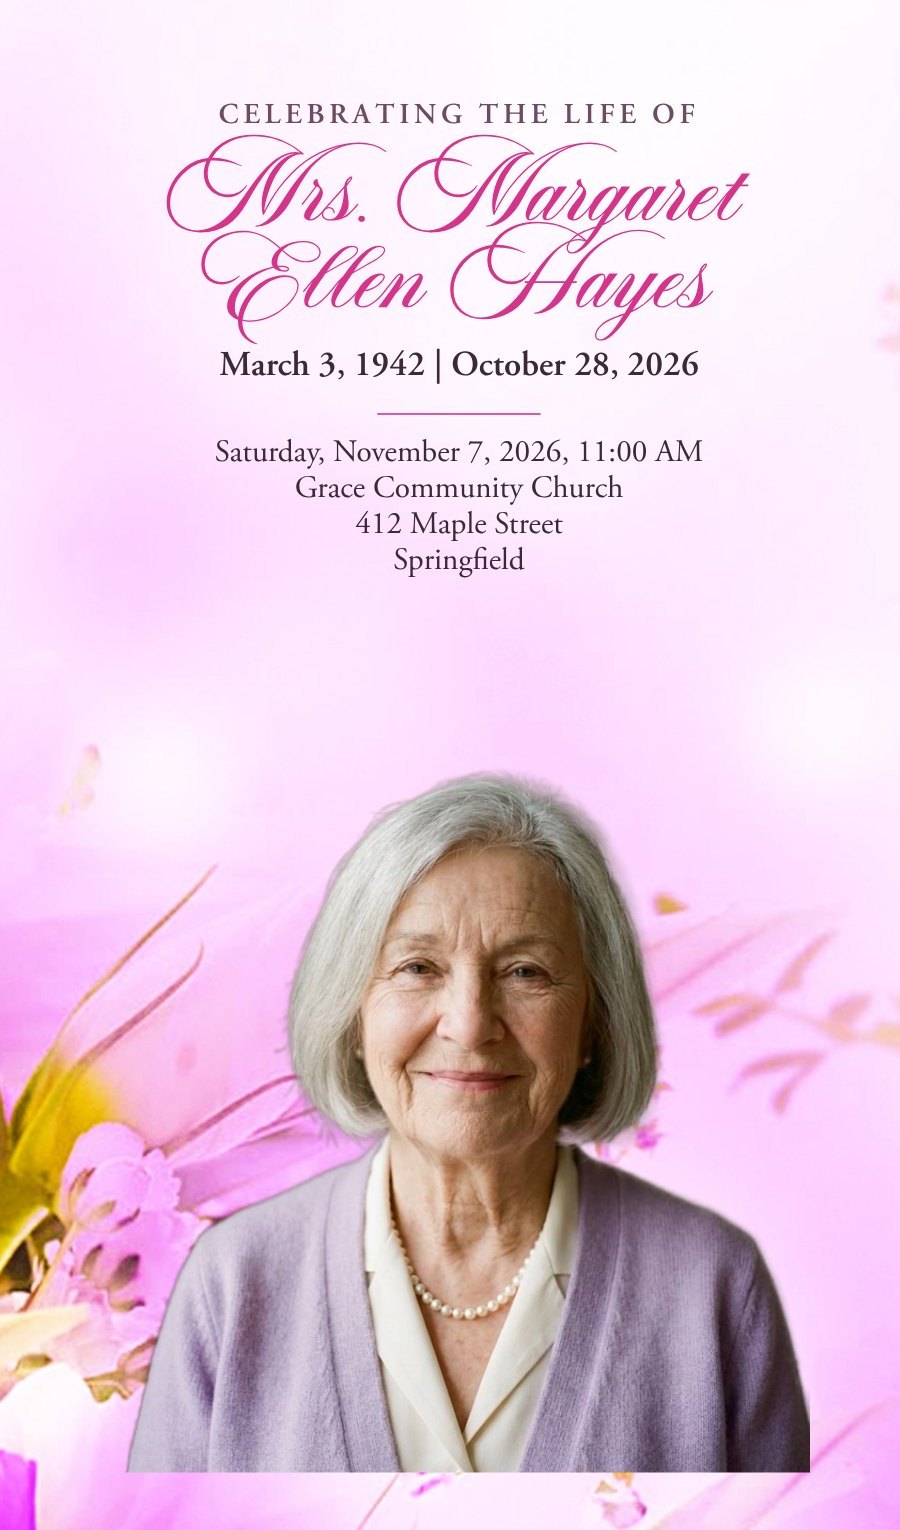 CELEBRATING THE LIFE OF
Mrs. Margaret
Ellen Hayes
March 3, 1942 | October 28, 2026
Saturday, November 7, 2026, 11:00 AM
Grace Community Church
412 Maple Street
Springfield